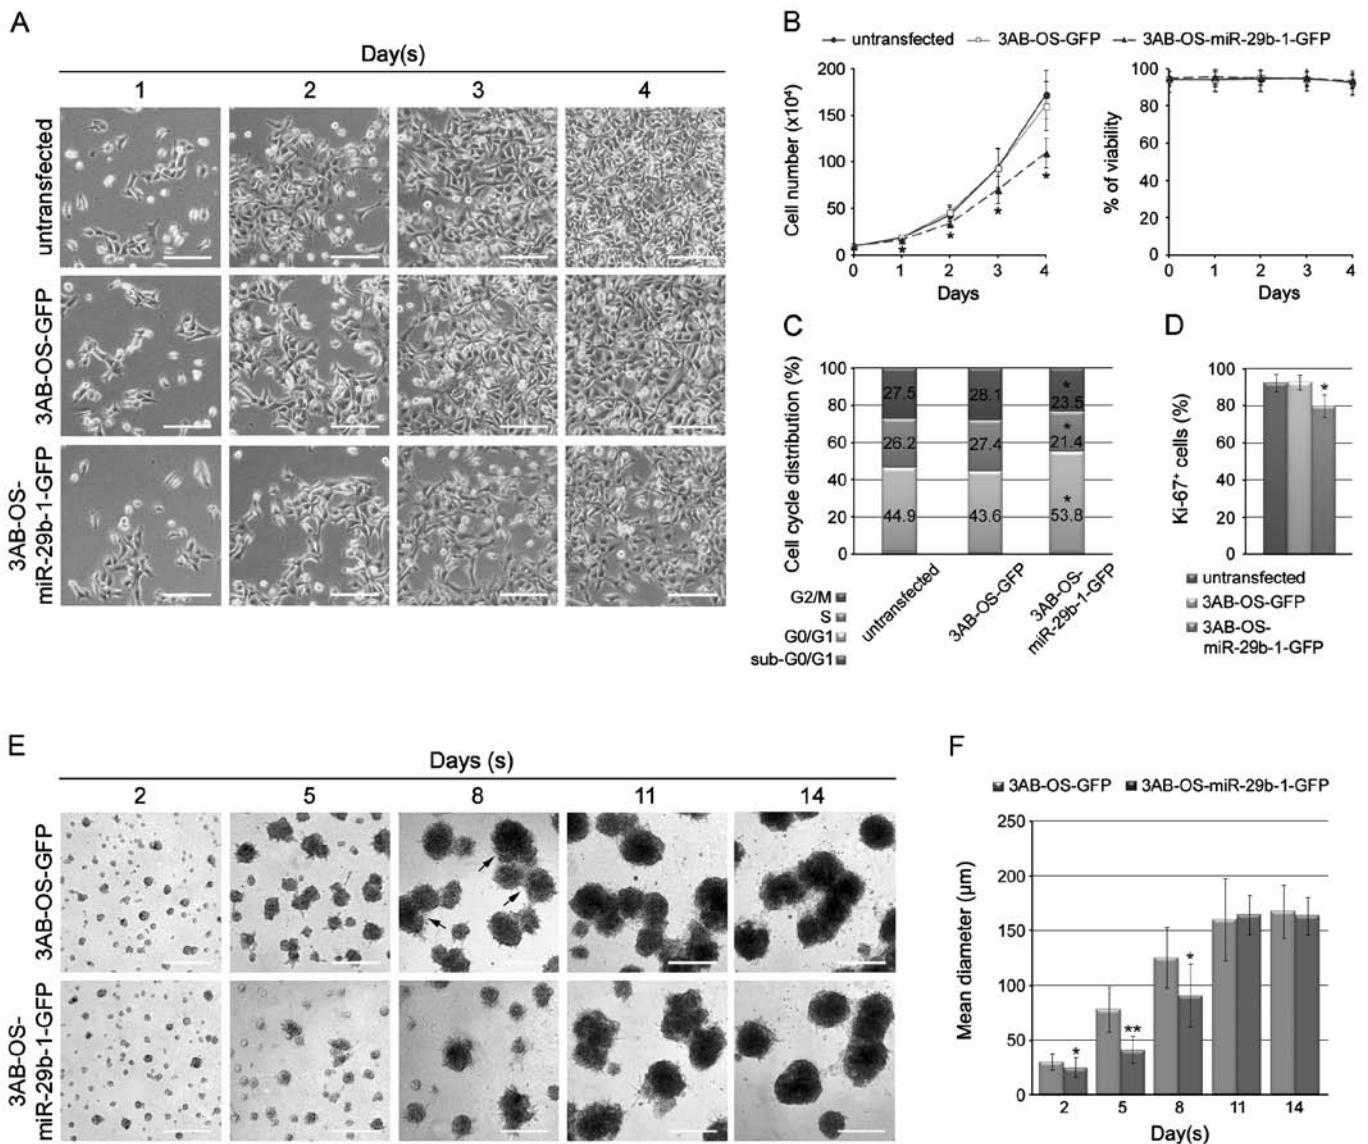 A
Day(s)
1 2 3 4
untransfected
3AB-OS-GFP
3AB-OS-
miR-29b-1-GFP
B
untransfected 3AB-OS-GFP 3AB-OS-miR-29b-1-GFP
Cell number (x10⁴)
200
150
100
50
0
0 1 2 3 4
Days
* * * *
% of viability
100
80
60
40
20
0
0 1 2 3 4
Days
C
Cell cycle distribution (%)
100
80
60
40
20
0
27.5 28.1 * 23.5
26.2 27.4 * 21.4
44.9 43.6 * 53.8
untransfected
3AB-OS-GFP
3AB-OS-
miR-29b-1-GFP
G2/M
S
G0/G1
sub-G0/G1
D
Ki-67⁺ cells (%)
100
80
60
40
20
0
*
untransfected
3AB-OS-GFP
3AB-OS-
miR-29b-1-GFP
E
Days (s)
2 5 8 11 14
3AB-OS-GFP
3AB-OS-
miR-29b-1-GFP
F
3AB-OS-GFP 3AB-OS-miR-29b-1-GFP
Mean diameter (μm)
250
200
150
100
50
0
* ** *
2 5 8 11 14
Day(s)